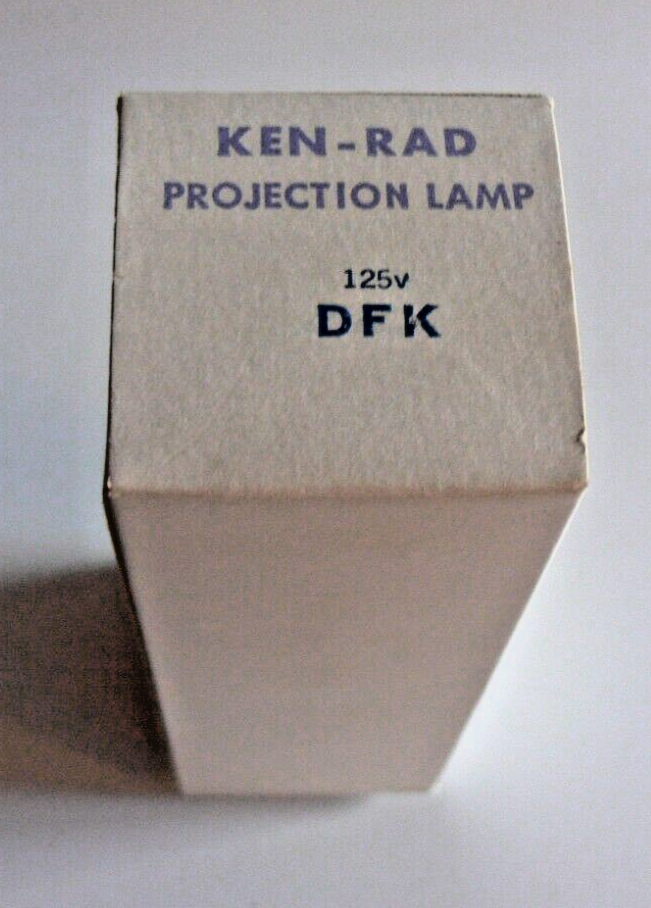 KEN-RAD
PROJECTION LAMP
125v
DFK